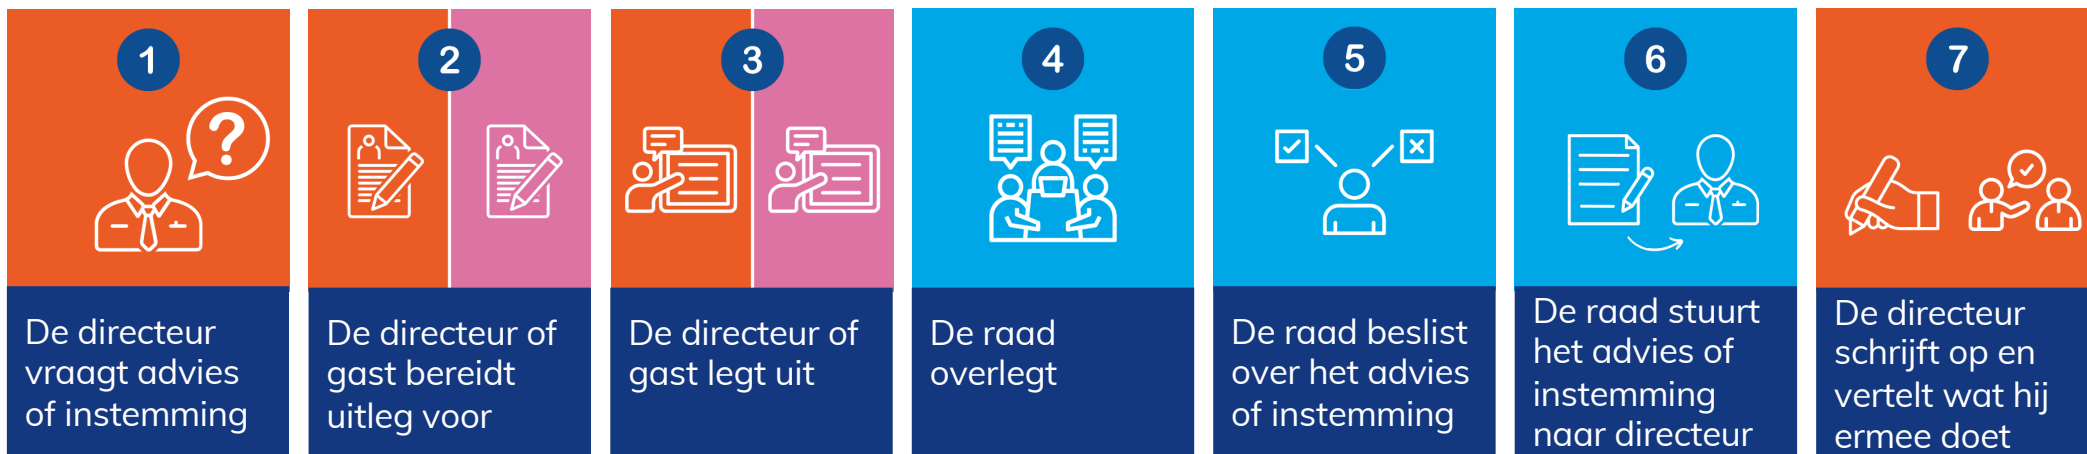 1
De directeur
vraagt advies
of instemming
2
De directeur of
gast bereidt
uitleg voor
3
De directeur of
gast legt uit
4
De raad
overlegt
5
De raad beslist
over het advies
of instemming
6
De raad stuurt
het advies of
instemming
naar directeur
7
De directeur
schrijft op en
vertelt wat hij
ermee doet